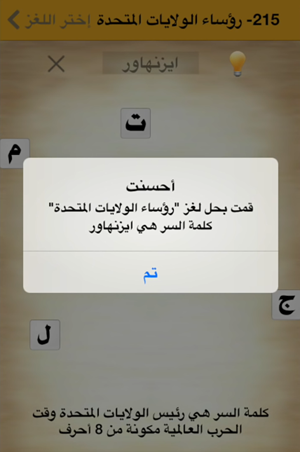 215- رؤساء الولايات المتحدة إختر اللغز
ايزنهاور
ت
م
أحسنت
قمت بحل لغز "رؤساء الولايات المتحدة"
كلمة السر هي ايزنهاور
تم
ج
ل
كلمة السر هي رئيس الولايات المتحدة وقت
الحرب العالمية مكونة من 8 أحرف